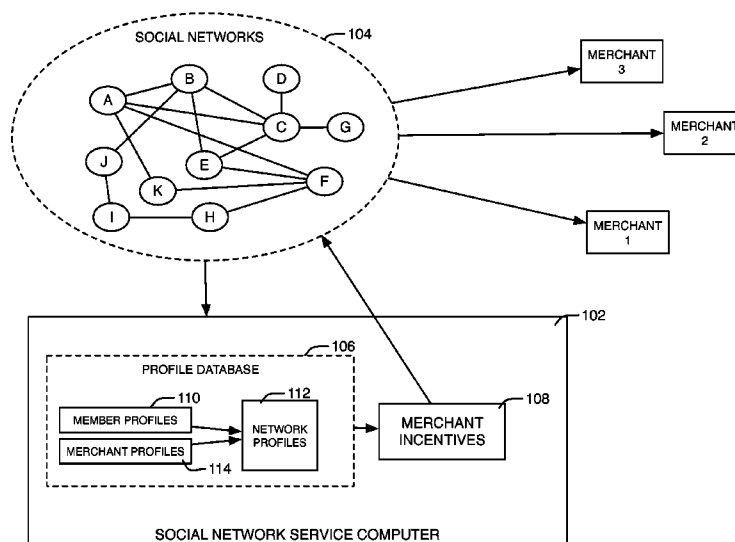 SOCIAL NETWORKS
104
A
B
D
C
G
J
E
K
F
I
H
MERCHANT
3
MERCHANT
2
MERCHANT
1
102
106
PROFILE DATABASE
110
MEMBER PROFILES
MERCHANT PROFILES
114
112
NETWORK
PROFILES
108
MERCHANT
INCENTIVES
SOCIAL NETWORK SERVICE COMPUTER